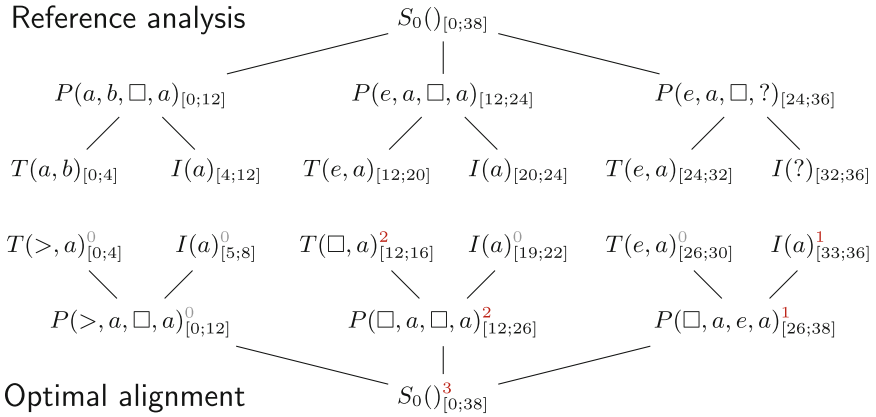 Reference analysis S₀()[0;38]
P(a, b, □, a)[0;12] P(e, a, □, a)[12;24] P(e, a, □, ?)[24;36]
T(a, b)[0;4] I(a)[4;12] T(e, a)[12;20] I(a)[20;24] T(e, a)[24;32] I(?)[32;36]
T(>, a)⁰[0;4] I(a)⁰[5;8] T(□, a)²[12;16] I(a)⁰[19;22] T(e, a)⁰[26;30] I(a)¹[33;36]
P(>, a, □, a)⁰[0;12] P(□, a, □, a)²[12;26] P(□, a, e, a)¹[26;38]
Optimal alignment S₀()³[0;38]